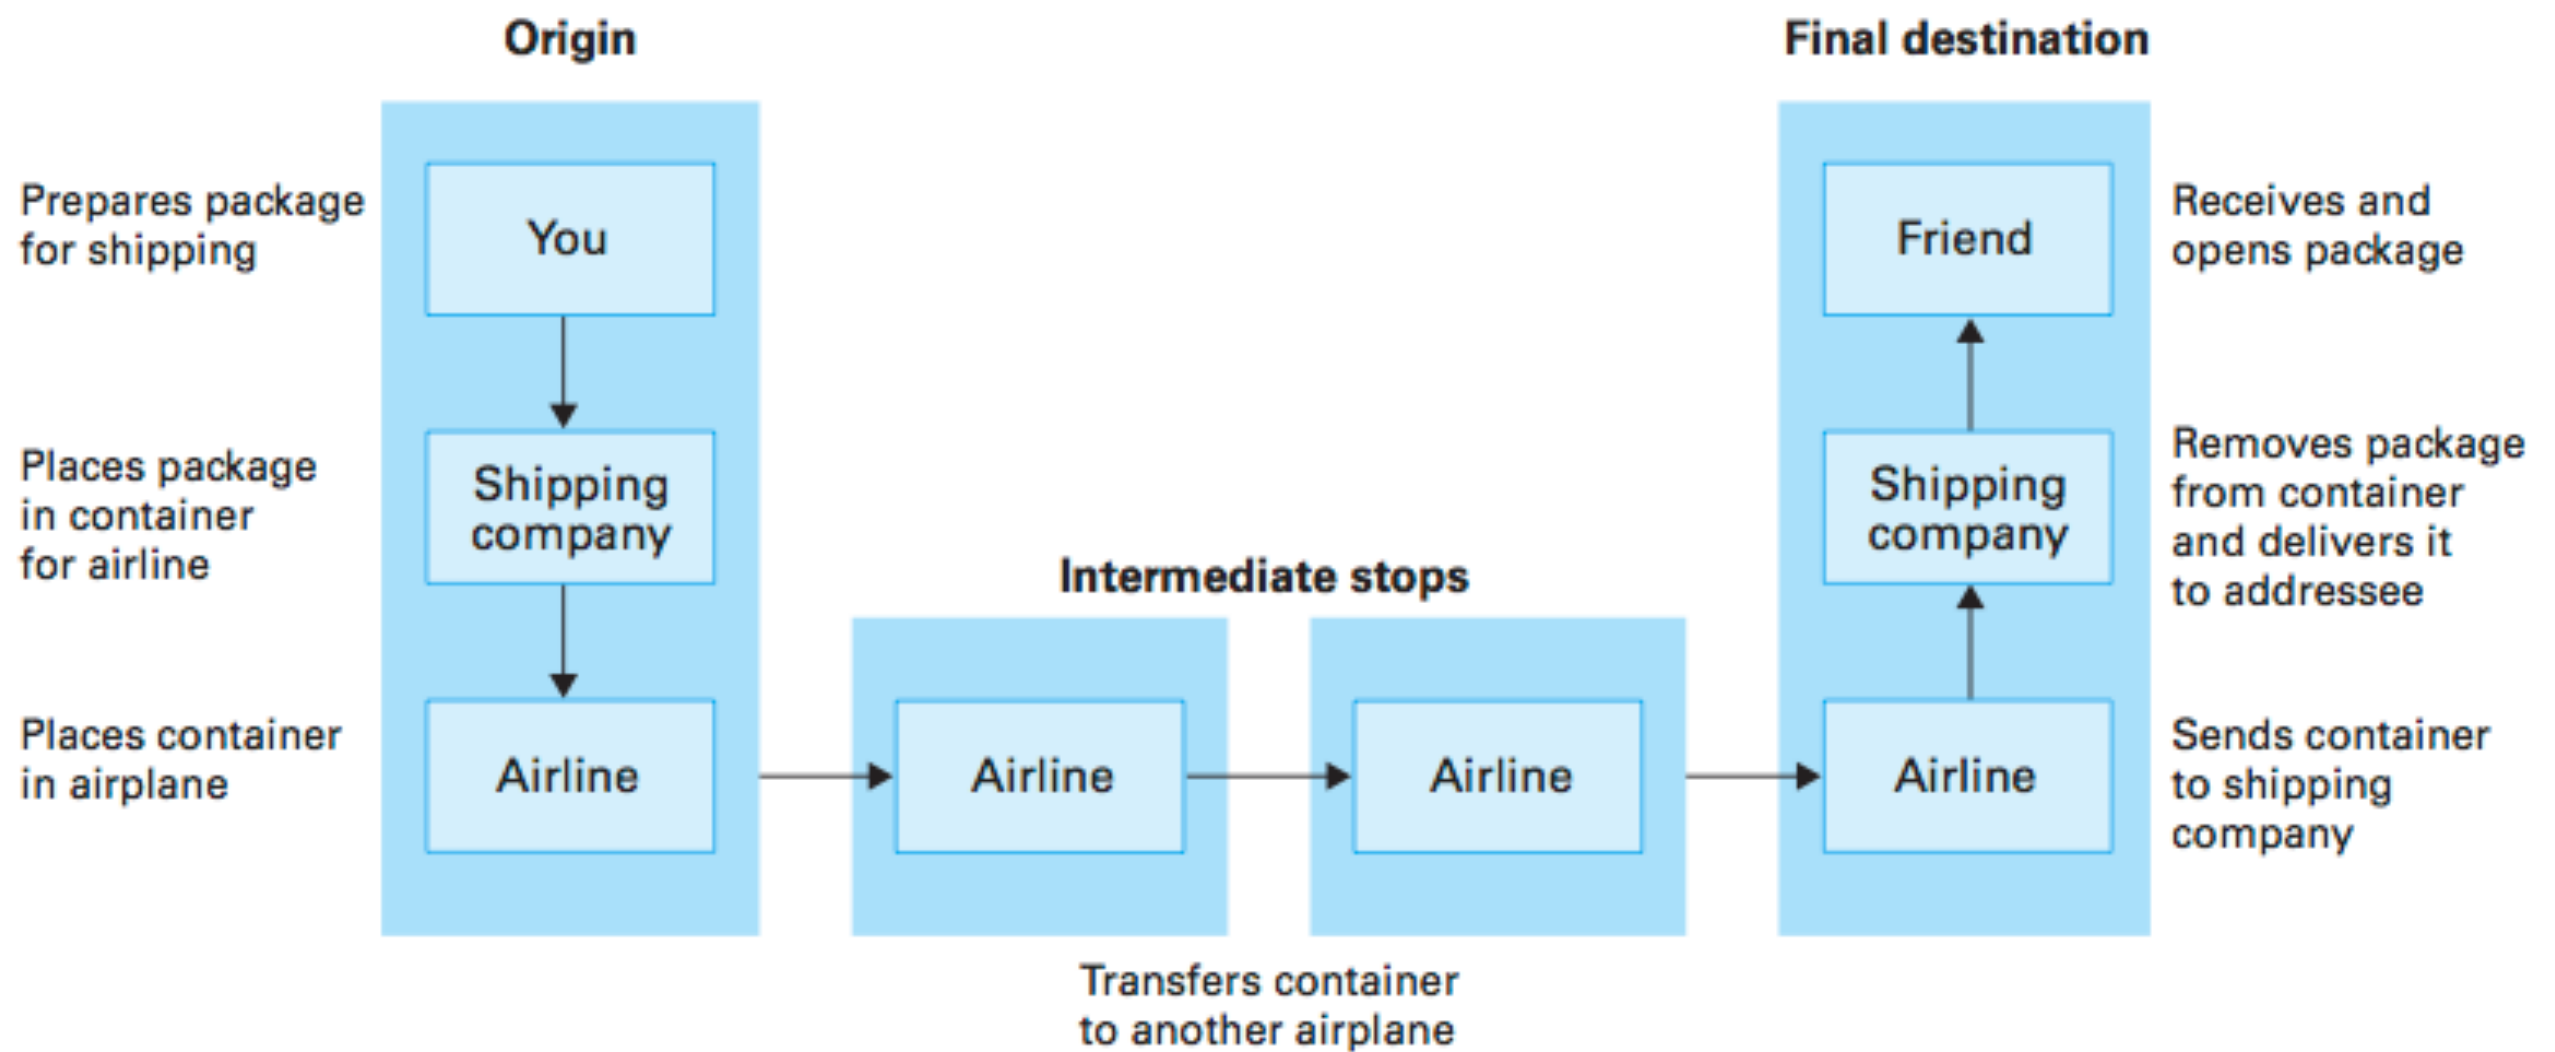 Origin
Final destination
Prepares package
for shipping
You
Friend
Receives and
opens package
Places package
in container
for airline
Shipping
company
Shipping
company
Removes package
from container
and delivers it
to addressee
Intermediate stops
Places container
in airplane
Airline
Airline
Airline
Airline
Sends container
to shipping
company
Transfers container
to another airplane